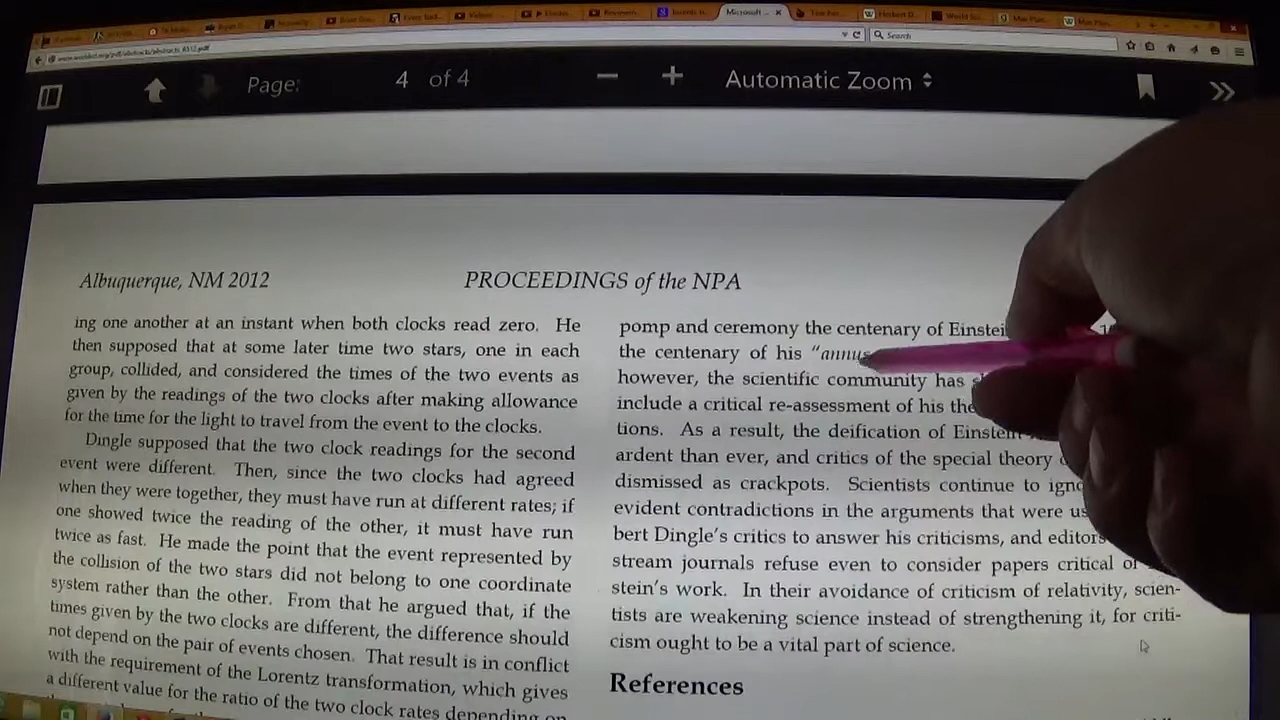 Microsoft ...
Search
Page:
4 of 4
Automatic Zoom
Albuquerque, NM 2012
PROCEEDINGS of the NPA
ing one another at an instant when both clocks read zero. He
then supposed that at some later time two stars, one in each
group, collided, and considered the times of the two events as
given by the readings of the two clocks after making allowance
for the time for the light to travel from the event to the clocks.
Dingle supposed that the two clock readings for the second
event were different. Then, since the two clocks had agreed
when they were together, they must have run at different rates; if
one showed twice the reading of the other, it must have run
twice as fast. He made the point that the event represented by
the collision of the two stars did not belong to one coordinate
system rather than the other. From that he argued that, if the
times given by the two clocks are different, the difference should
not depend on the pair of events chosen. That result is in conflict
with the requirement of the Lorentz transformation, which gives
a different value for the ratio of the two clock rates depending on
pomp and ceremony the centenary of
the centenary of his "annus
however, the scientific community has
include a critical re-assessment of his
tions. As a result, the deification of Einstein
ardent than ever, and critics of the special theory
dismissed as crackpots. Scientists continue to
evident contradictions in the arguments that were
bert Dingle's critics to answer his criticisms, and editors
stream journals refuse even to consider papers critical of
stein's work. In their avoidance of criticism of relativity, scien-
tists are weakening science instead of strengthening it, for criti-
cism ought to be a vital part of science.
References